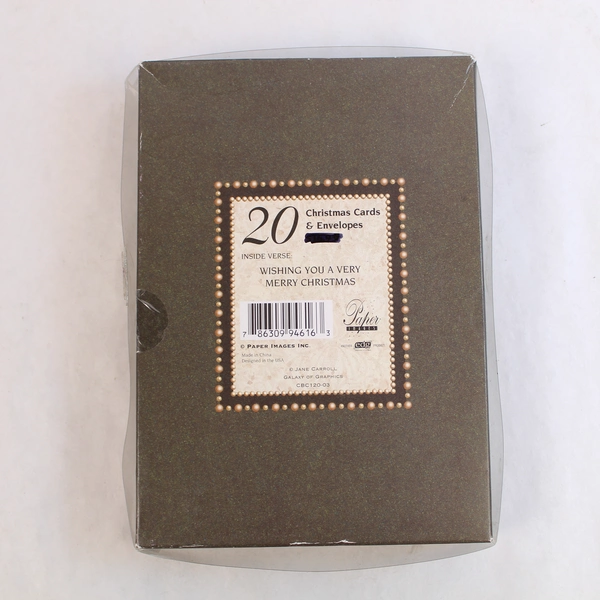 20 Christmas Cards
& Envelopes
INSIDE VERSE
WISHING YOU A VERY
MERRY CHRISTMAS
7 86309 94616 3
Paper
IMAGES
© PAPER IMAGES INC.
Made in China
Designed in the USA
© JANE CARROLL
GALAXY OF GRAPHICS
CBC120-03